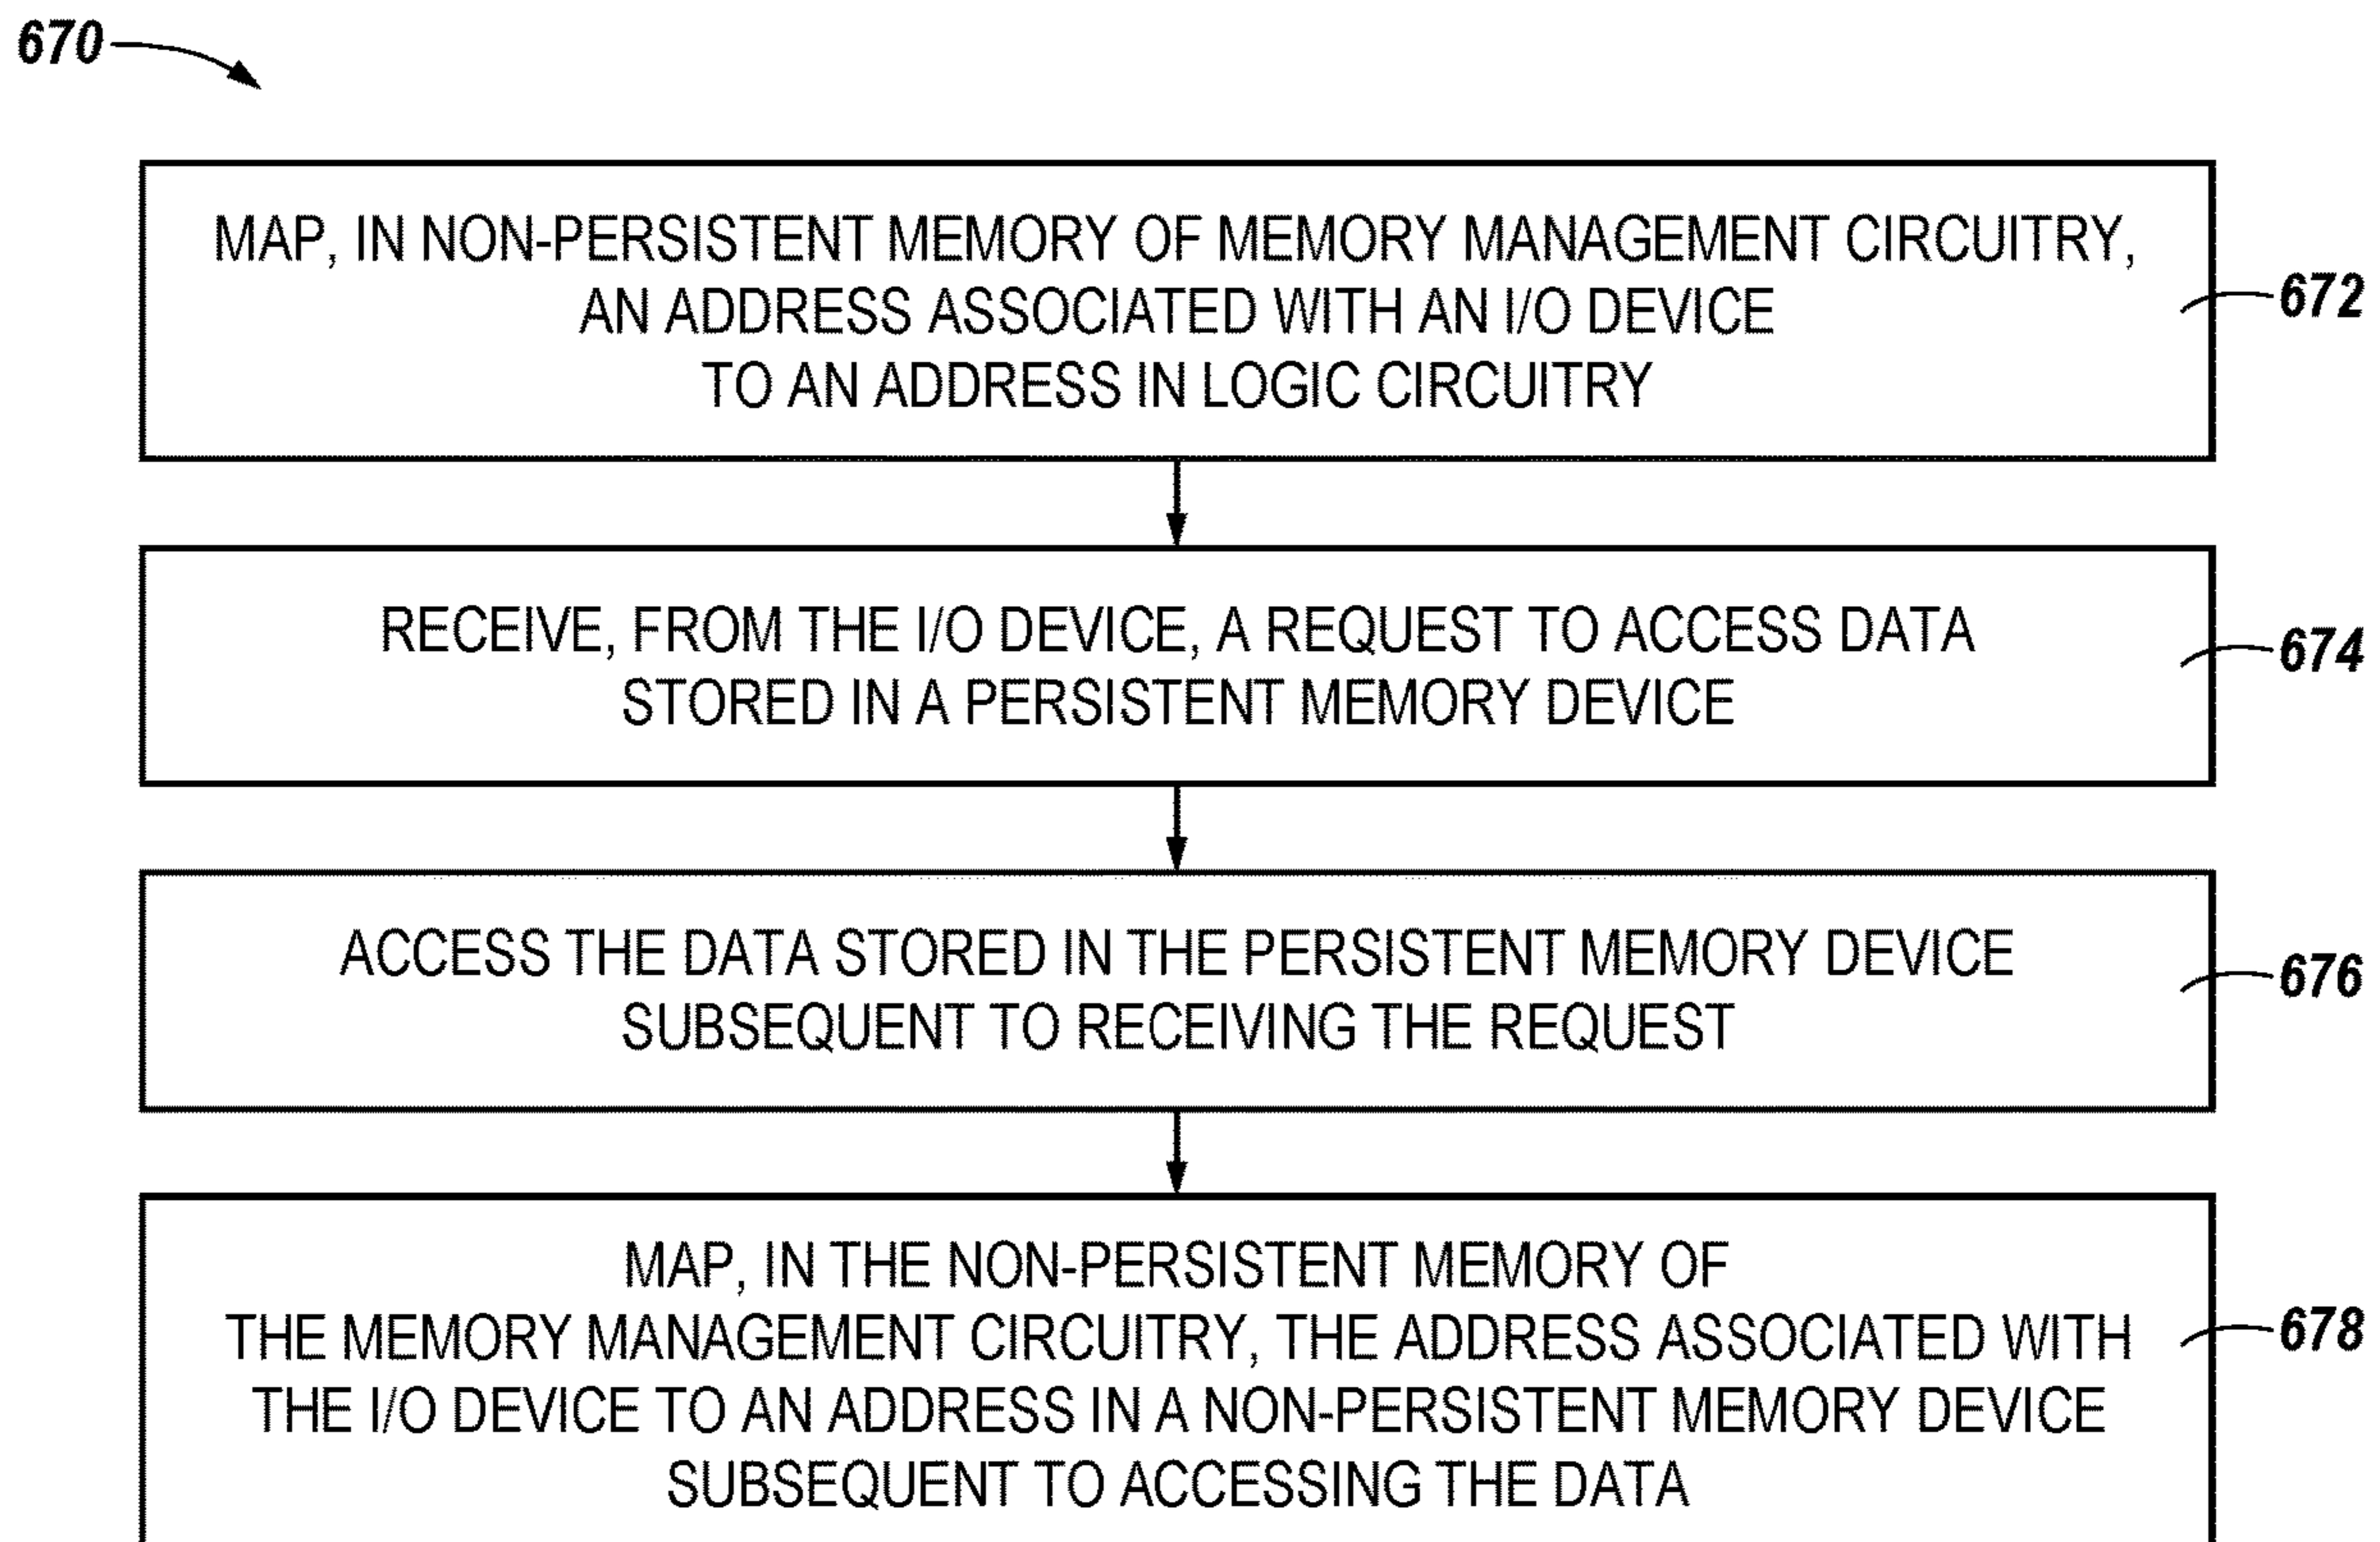 670
MAP, IN NON-PERSISTENT MEMORY OF MEMORY MANAGEMENT CIRCUITRY,
AN ADDRESS ASSOCIATED WITH AN I/O DEVICE
TO AN ADDRESS IN LOGIC CIRCUITRY
672
RECEIVE, FROM THE I/O DEVICE, A REQUEST TO ACCESS DATA
STORED IN A PERSISTENT MEMORY DEVICE
674
ACCESS THE DATA STORED IN THE PERSISTENT MEMORY DEVICE
SUBSEQUENT TO RECEIVING THE REQUEST
676
MAP, IN THE NON-PERSISTENT MEMORY OF
THE MEMORY MANAGEMENT CIRCUITRY, THE ADDRESS ASSOCIATED WITH
THE I/O DEVICE TO AN ADDRESS IN A NON-PERSISTENT MEMORY DEVICE
SUBSEQUENT TO ACCESSING THE DATA
678